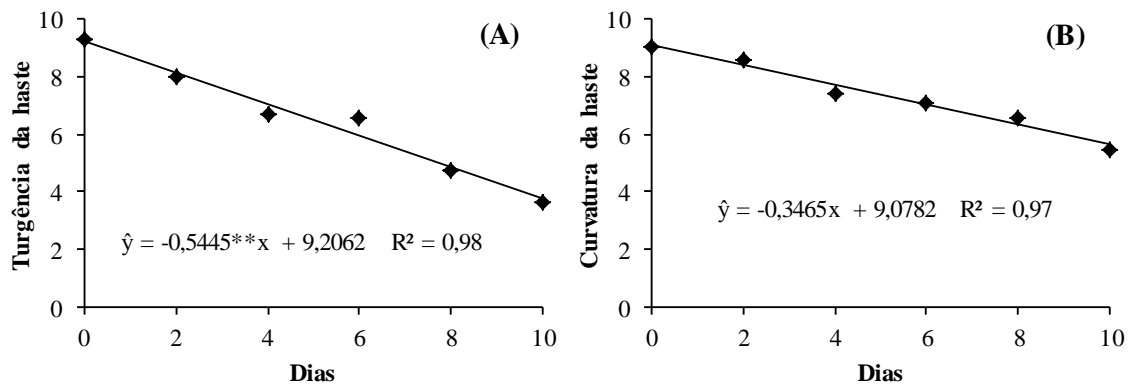 (A)
Turgência da haste
10
8
6
4
2
0
ŷ = -0,5445**x + 9,2062 R² = 0,98
0 2 4 6 8 10
Dias
(B)
Curvatura da haste
10
8
6
4
2
0
ŷ = -0,3465x + 9,0782 R² = 0,97
0 2 4 6 8 10
Dias